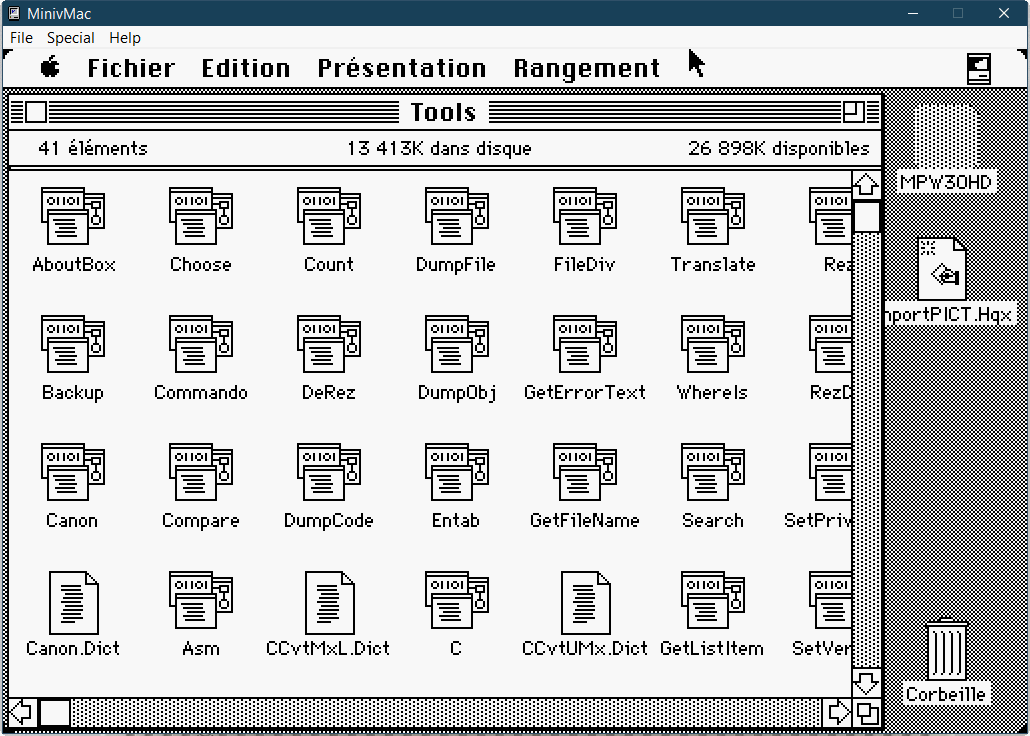 MinivMac
File Special Help
Fichier Edition Présentation Rangement
Tools
41 éléments 13 413K dans disque 26 898K disponibles
MPW30HD
AboutBox Choose Count DumpFile FileDiv Translate Rez
mportPICT.Hqx
Backup Commando DeRez DumpObj GetErrorText WhereIs RezD
Canon Compare DumpCode Entab GetFileName Search SetPriv
Canon.Dict Asm CCvtMxL.Dict C CCvtUMx.Dict GetListItem SetVer
Corbeille